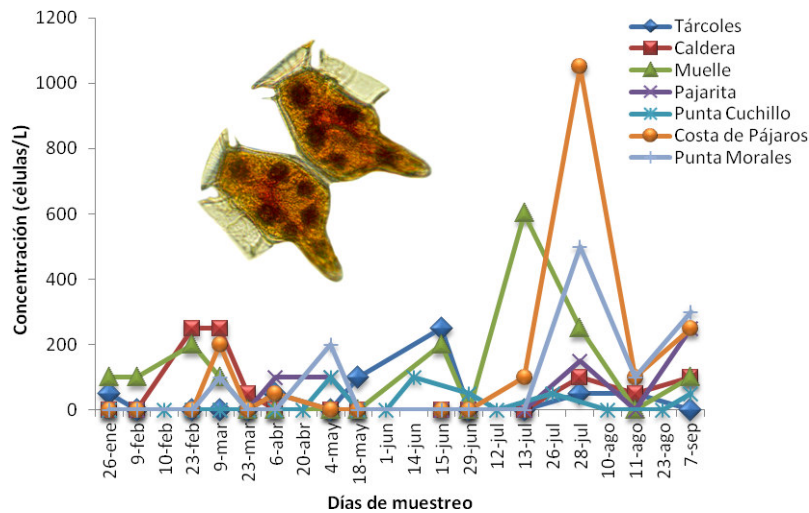 1200
1000
800
600
400
200
0
Concentración (células/L)
26-ene
9-feb
10-feb
23-feb
9-mar
23-mar
6-abr
20-abr
4-may
18-may
1-jun
14-jun
15-jun
29-jun
12-jul
13-jul
26-jul
28-jul
10-ago
11-ago
23-ago
7-sep
Días de muestreo
Tárcoles
Caldera
Muelle
Pajarita
Punta Cuchillo
Costa de Pájaros
Punta Morales